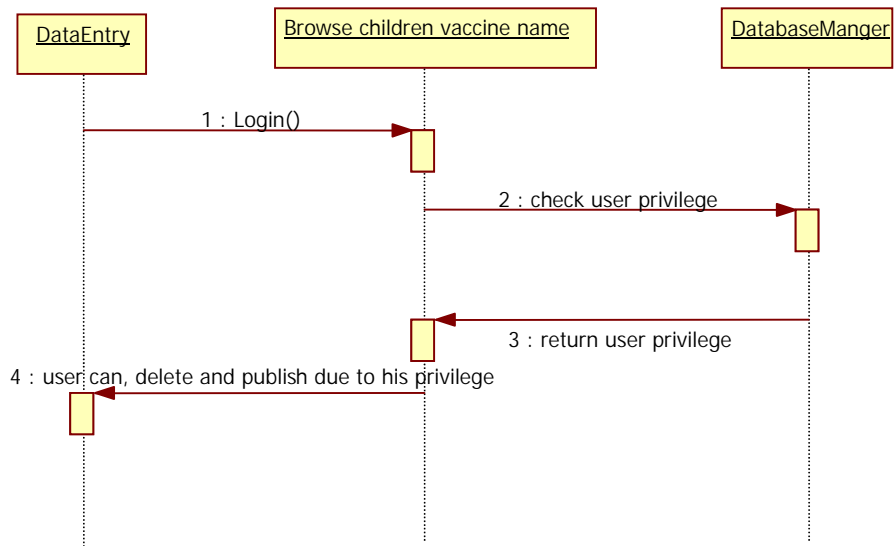 DataEntry
Browse children vaccine name
DatabaseManger
1 : Login()
2 : check user privilege
3 : return user privilege
4 : user can, delete and publish due to his privilege